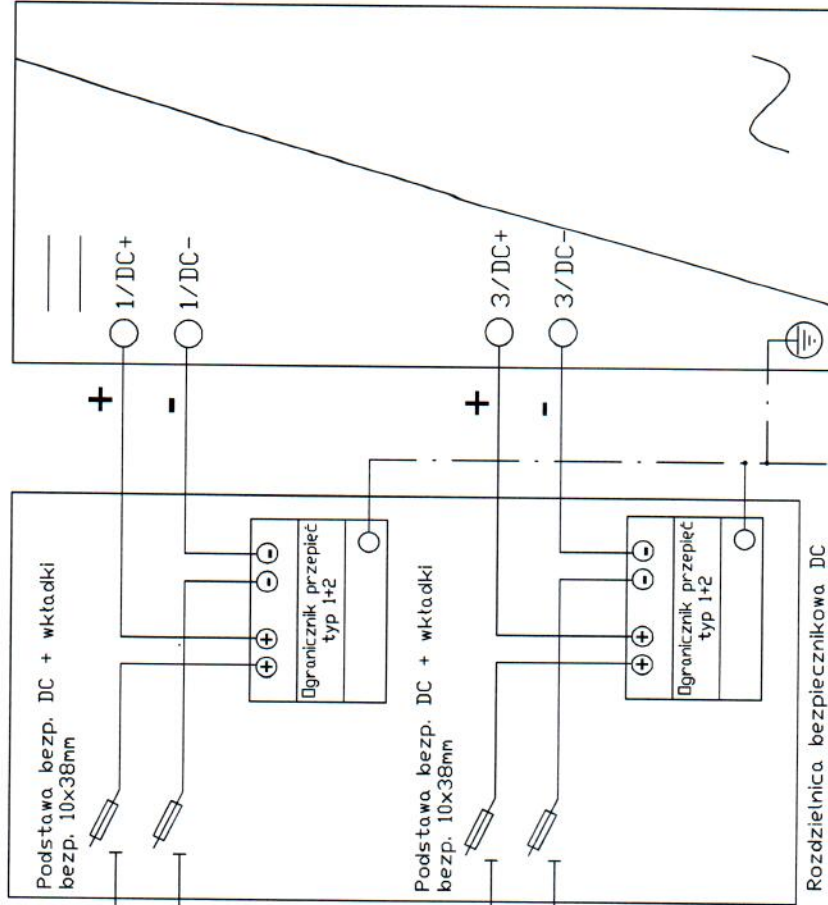 1/DC+
1/DC-
3/DC+
3/DC-
+
-
+
-
Podstawa bezp. DC + wkładki
bezp. 10x38mm
+ + - -
Ogranicznik przepięć
typ 1+2
Podstawa bezp. DC + wkładki
bezp. 10x38mm
+ + - -
Ogranicznik przepięć
typ 1+2
Rozdzielnica bezpiecznikowa DC